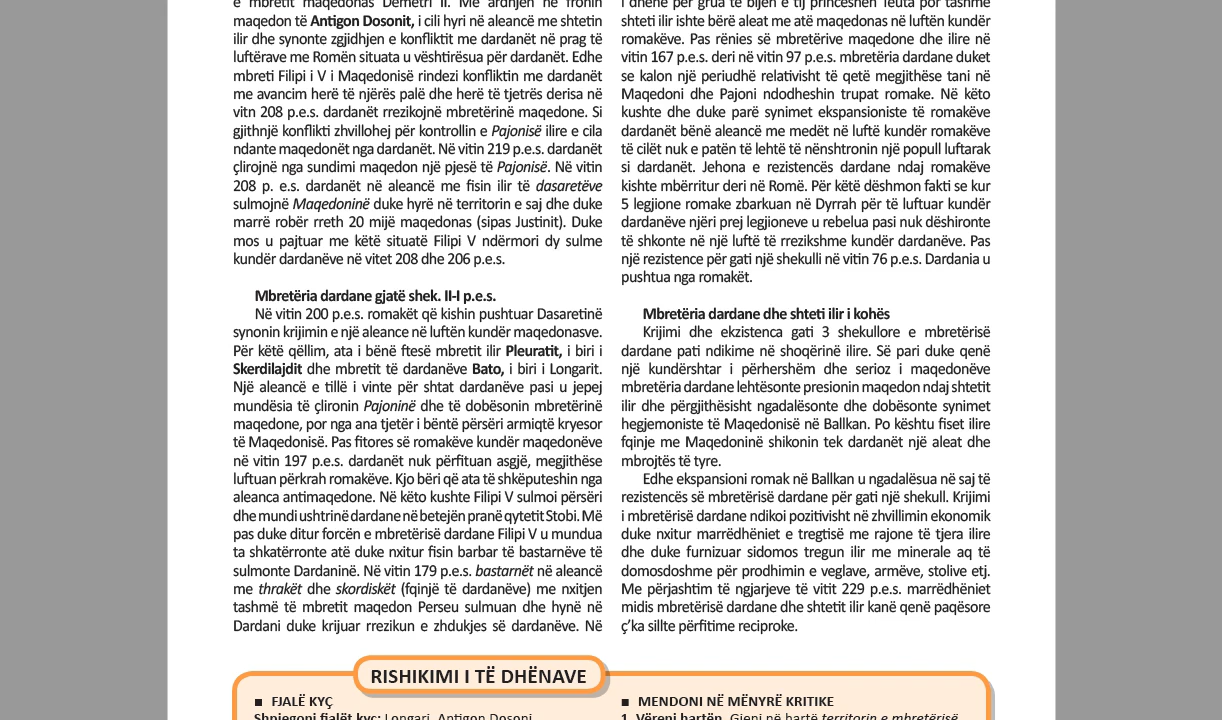 e mbretit maqedonas Demetri II. Me ardhjen në fronin
maqedon të Antigon Dosonit, i cili hyri në aleancë me shtetin
ilir dhe synonte zgjidhjen e konfliktit me dardanët në prag të
luftërave me Romën situata u vështirësua për dardanët. Edhe
mbreti Filipi i V i Maqedonisë rindezi konfliktin me dardanët
me avancim herë të njërës palë dhe herë të tjetrës derisa në
vitn 208 p.e.s. dardanët rrezikojnë mbretërinë maqedone. Si
gjithnjë konflikti zhvillohej për kontrollin e Pajonisë ilire e cila
ndante maqedonët nga dardanët. Në vitin 219 p.e.s. dardanët
çlirojnë nga sundimi maqedon një pjesë të Pajonisë. Në vitin
208 p. e.s. dardanët në aleancë me fisin ilir të dasaretëve
sulmojnë Maqedoninë duke hyrë në territorin e saj dhe duke
marrë robër rreth 20 mijë maqedonas (sipas Justinit). Duke
mos u pajtuar me këtë situatë Filipi V ndërmori dy sulme
kundër dardanëve në vitet 208 dhe 206 p.e.s.
Mbretëria dardane gjatë shek. II-I p.e.s.
Në vitin 200 p.e.s. romakët që kishin pushtuar Dasaretinë
synonin krijimin e një aleance në luftën kundër maqedonasve.
Për këtë qëllim, ata i bënë ftesë mbretit ilir Pleuratit, i biri i
Skerdilajdit dhe mbretit të dardanëve Bato, i biri i Longarit.
Një aleancë e tillë i vinte për shtat dardanëve pasi u jepej
mundësia të çlironin Pajoninë dhe të dobësonin mbretërinë
maqedone, por nga ana tjetër i bëntë përsëri armiqtë kryesor
të Maqedonisë. Pas fitores së romakëve kundër maqedonëve
në vitin 197 p.e.s. dardanët nuk përfituan asgjë, megjithëse
luftuan përkrah romakëve. Kjo bëri që ata të shkëputeshin nga
aleanca antimaqedone. Në këto kushte Filipi V sulmoi përsëri
dhe mundi ushtrinë dardane në betejën pranë qytetit Stobi. Më
pas duke ditur forcën e mbretërisë dardane Filipi V u mundua
ta shkatërronte atë duke nxitur fisin barbar të bastarnëve të
sulmonte Dardaninë. Në vitin 179 p.e.s. bastarnët në aleancë
me thrakët dhe skordiskët (fqinjë të dardanëve) me nxitjen
tashmë të mbretit maqedon Perseu sulmuan dhe hynë në
Dardani duke krijuar rrezikun e zhdukjes së dardanëve. Në
i dhënë për grua të bijën e tij princeshën Teuta por tashmë
shteti ilir ishte bërë aleat me atë maqedonas në luftën kundër
romakëve. Pas rënies së mbretërive maqedone dhe ilire në
vitin 167 p.e.s. deri në vitin 97 p.e.s. mbretëria dardane duket
se kalon një periudhë relativisht të qetë megjithëse tani në
Maqedoni dhe Pajoni ndodheshin trupat romake. Në këto
kushte dhe duke parë synimet ekspansioniste të romakëve
dardanët bënë aleancë me medët në luftë kundër romakëve
të cilët nuk e patën të lehtë të nënshtronin një popull luftarak
si dardanët. Jehona e rezistencës dardane ndaj romakëve
kishte mbërritur deri në Romë. Për këtë dëshmon fakti se kur
5 legjione romake zbarkuan në Dyrrah për të luftuar kundër
dardanëve njëri prej legjioneve u rebelua pasi nuk dëshironte
të shkonte në një luftë të rrezikshme kundër dardanëve. Pas
një rezistence për gati një shekulli në vitin 76 p.e.s. Dardania u
pushtua nga romakët.
Mbretëria dardane dhe shteti ilir i kohës
Krijimi dhe ekzistenca gati 3 shekullore e mbretërisë
dardane pati ndikime në shoqërinë ilire. Së pari duke qenë
një kundërshtar i përhershëm dhe serioz i maqedonëve
mbretëria dardane lehtësonte presionin maqedon ndaj shtetit
ilir dhe përgjithësisht ngadalësonte dhe dobësonte synimet
hegjemoniste të Maqedonisë në Ballkan. Po kështu fiset ilire
fqinje me Maqedoninë shikonin tek dardanët një aleat dhe
mbrojtës të tyre.
Edhe ekspansioni romak në Ballkan u ngadalësua në saj të
rezistencës së mbretërisë dardane për gati një shekull. Krijimi
i mbretërisë dardane ndikoi pozitivisht në zhvillimin ekonomik
duke nxitur marrëdhëniet e tregtisë me rajone të tjera ilire
dhe duke furnizuar sidomos tregun ilir me minerale aq të
domosdoshme për prodhimin e veglave, armëve, stolive etj.
Me përjashtim të ngjarjeve të vitit 229 p.e.s. marrëdhëniet
midis mbretërisë dardane dhe shtetit ilir kanë qenë paqësore
ç'ka sillte përfitime reciproke.
RISHIKIMI I TË DHËNAVE
■ FJALË KYÇ
Shpjegoni fjalët kyç: Longari, Antigon Dosoni,
■ MENDONI NË MËNYRË KRITIKE
1. Vëreni hartën. Gjeni në hartë territorin e mbretërisë